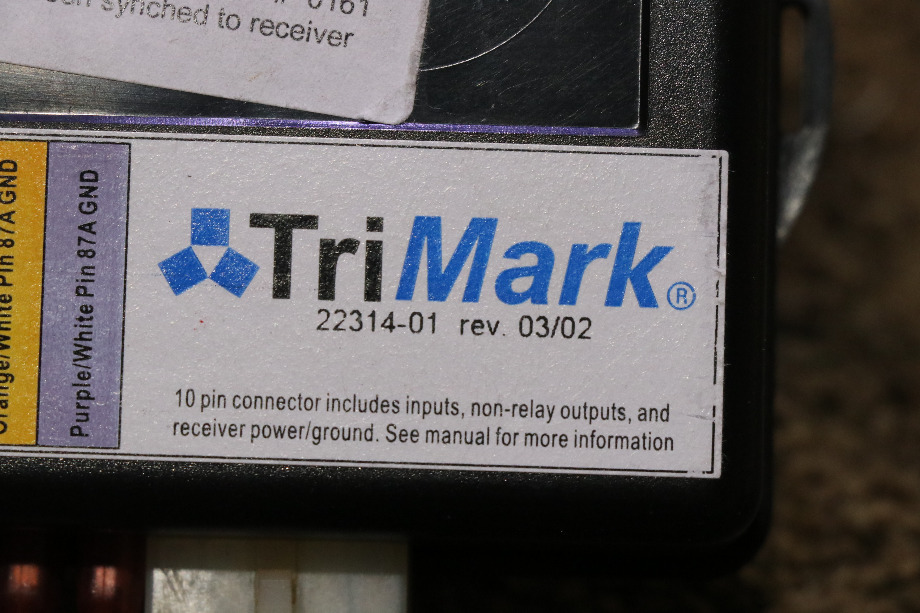 0161
synched to receiver
TriMark®
22314-01 rev. 03/02
10 pin connector includes inputs, non-relay outputs, and
receiver power/ground. See manual for more information
Purple/White Pin 87A GND
Orange/White Pin 87A GND